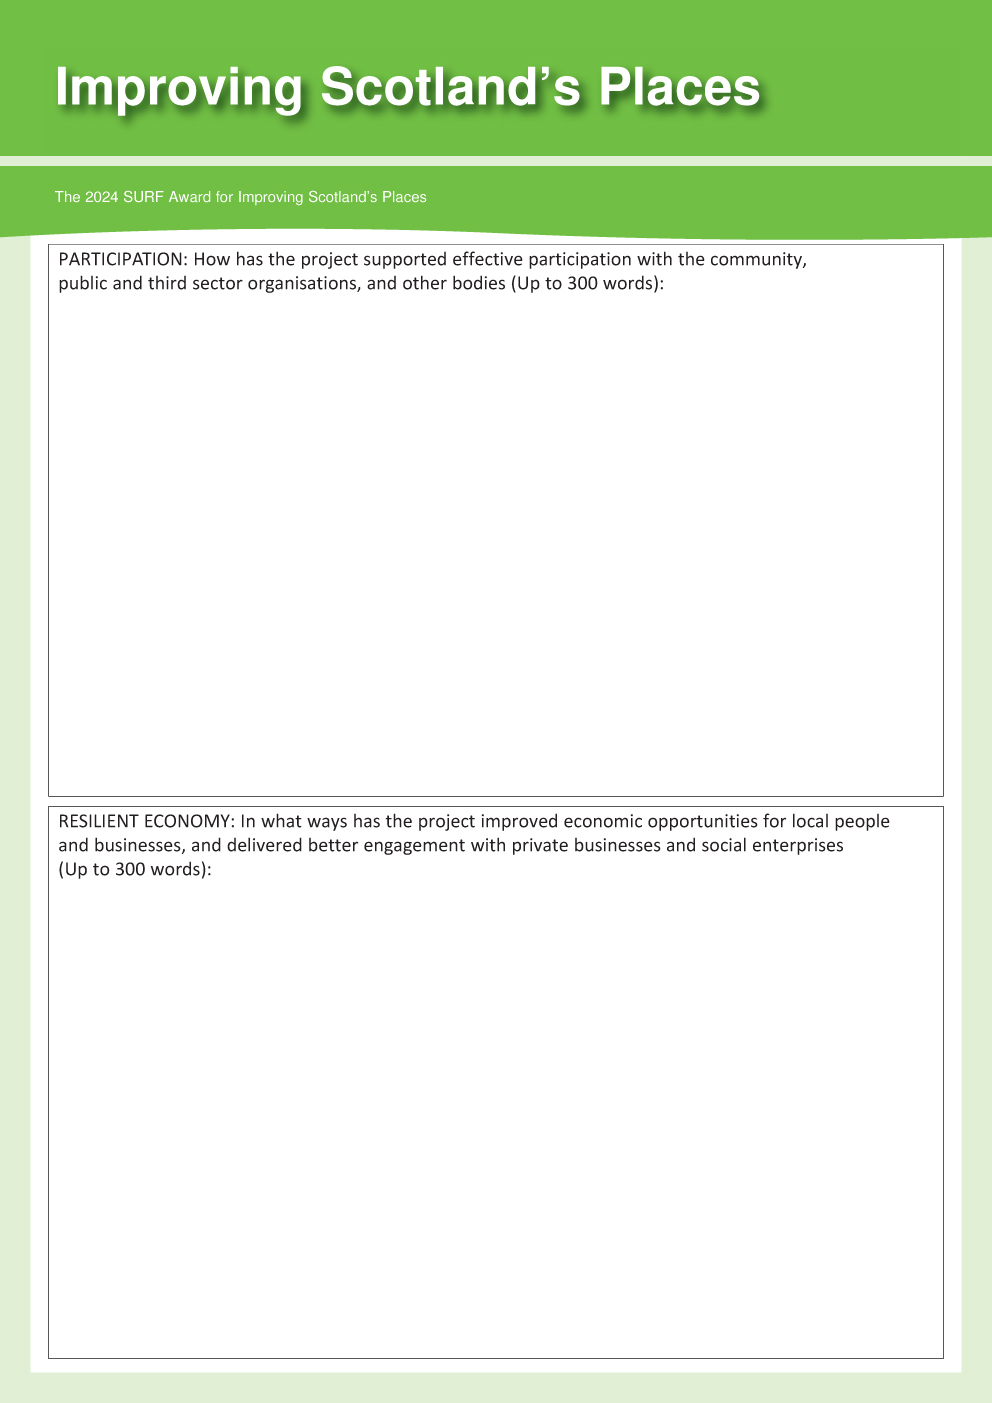 Improving Scotland’s Places
The 2024 SURF Award for Improving Scotland’s Places
PARTICIPATION: How has the project supported effective participation with the community,
public and third sector organisations, and other bodies (Up to 300 words):
RESILIENT ECONOMY: In what ways has the project improved economic opportunities for local people
and businesses, and delivered better engagement with private businesses and social enterprises
(Up to 300 words):